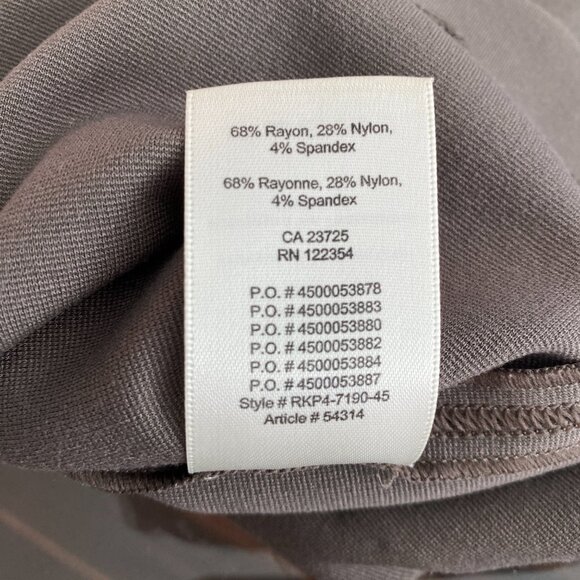 68% Rayon, 28% Nylon,
4% Spandex
68% Rayonne, 28% Nylon,
4% Spandex
CA 23725
RN 122354
P.O. # 4500053878
P.O. # 4500053883
P.O. # 4500053880
P.O. # 4500053882
P.O. # 4500053884
P.O. # 4500053887
Style # RKP4-7190-45
Article # 54314